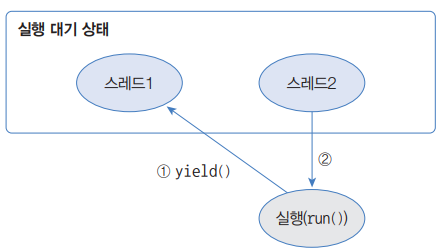 실행 대기 상태
스레드1
스레드2
① yield()
②
실행(run())